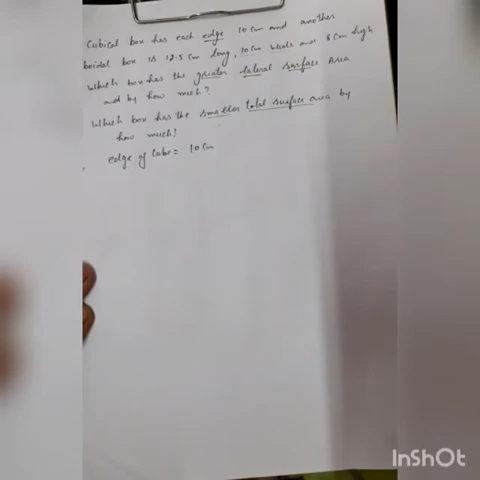 Cubical box has each edge 10 cm and another
boidal box is 12.5 cm long, 10 cm wide and 8 cm high
Which box has the greater lateral surface Area
and by how much?
Which box has the smaller total surface area by
how much?
edge of Cube = 10 cm
InShOt